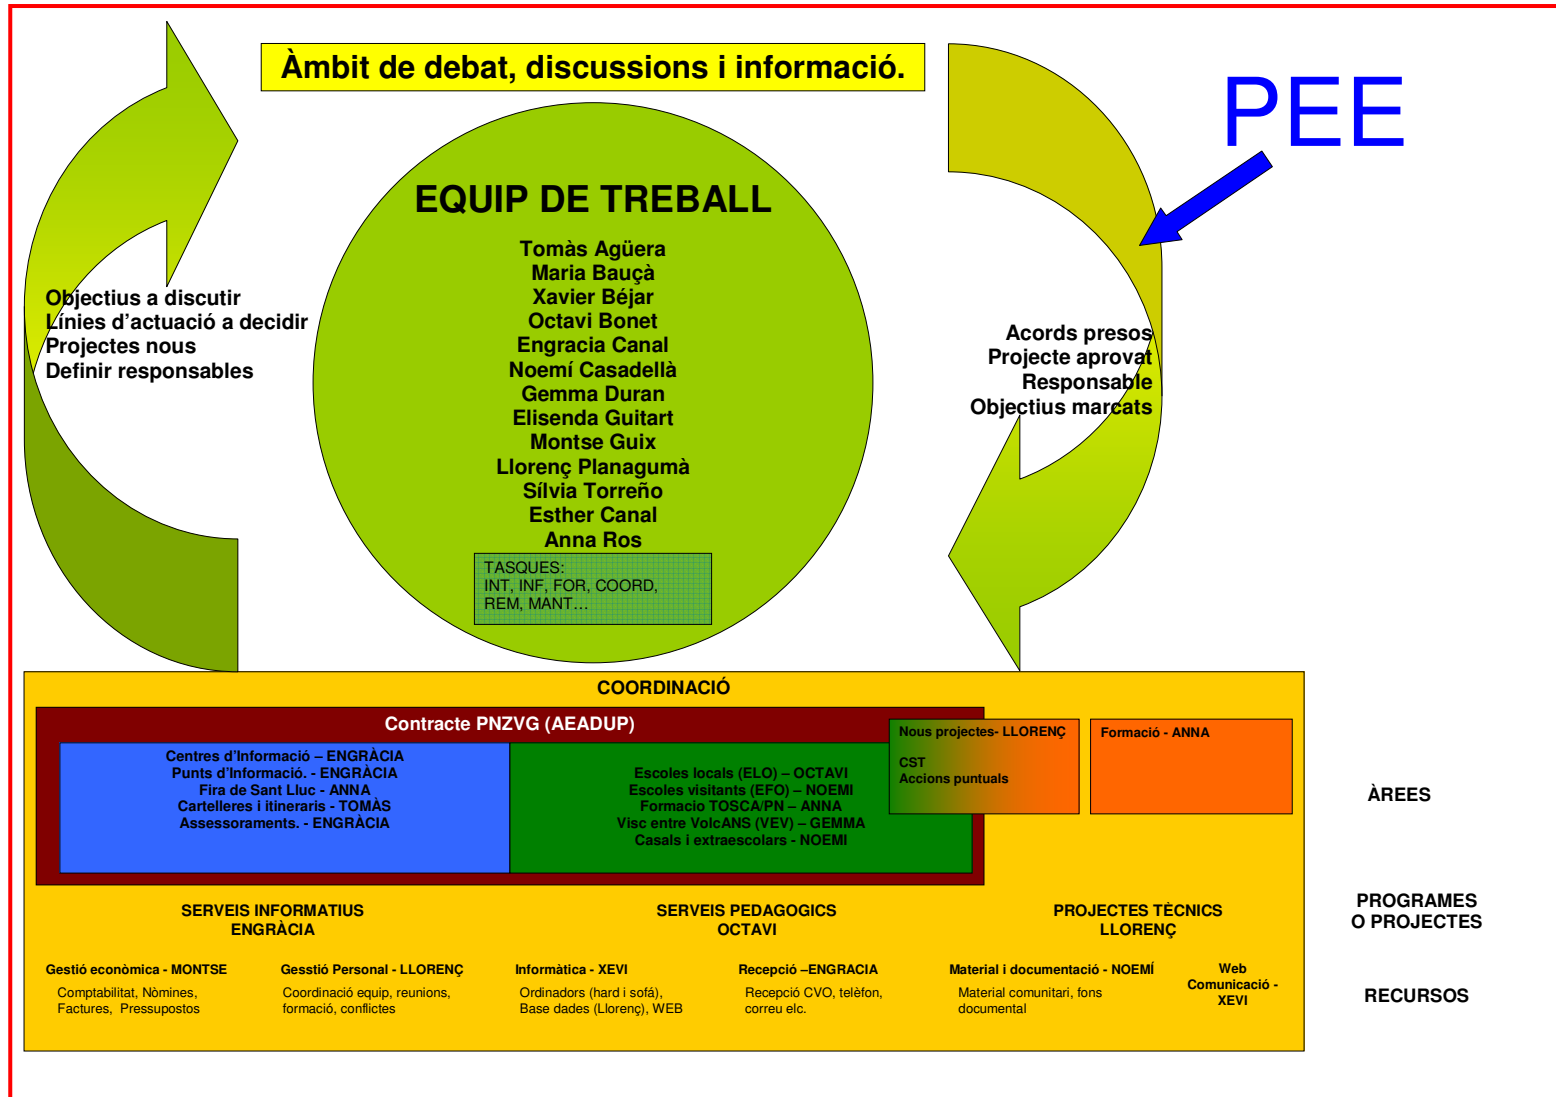 Àmbit de debat, discussions i informació.
PEE
EQUIP DE TREBALL
Tomàs Agüera
Maria Bauçà
Xavier Béjar
Octavi Bonet
Engracia Canal
Noemí Casadellà
Gemma Duran
Elisenda Guitart
Montse Guix
Llorenç Planagumà
Sílvia Torreño
Esther Canal
Anna Ros
TASQUES:
INT, INF, FOR, COORD,
REM, MANT…
Objectius a discutir
Línies d'actuació a decidir
Projectes nous
Definir responsables
Acords presos
Projecte aprovat
Responsable
Objectius marcats
COORDINACIÓ
Contracte PNZVG (AEADUP)
Centres d'Informació – ENGRÀCIA
Punts d'Informació. - ENGRÀCIA
Fira de Sant Lluc - ANNA
Cartelleres i itineraris - TOMÀS
Assessoraments. - ENGRÀCIA
Escoles locals (ELO) – OCTAVI
Escoles visitants (EFO) – NOEMI
Formacio TOSCA/PN – ANNA
Visc entre VolcANS (VEV) – GEMMA
Casals i extraescolars - NOEMI
Nous projectes- LLORENÇ
CST
Accions puntuals
Formació - ANNA
ÀREES
SERVEIS INFORMATIUS
ENGRÀCIA
SERVEIS PEDAGOGICS
OCTAVI
PROJECTES TÈCNICS
LLORENÇ
PROGRAMES
O PROJECTES
Gestió econòmica - MONTSE
Comptabilitat, Nòmines,
Factures, Pressupostos
Gesstió Personal - LLORENÇ
Coordinació equip, reunions,
formació, conflictes
Informàtica - XEVI
Ordinadors (hard i sofá),
Base dades (Llorenç), WEB
Recepció –ENGRACIA
Recepció CVO, telèfon,
correu elc.
Material i documentació - NOEMÍ
Material comunitari, fons
documental
Web
Comunicació -
XEVI
RECURSOS